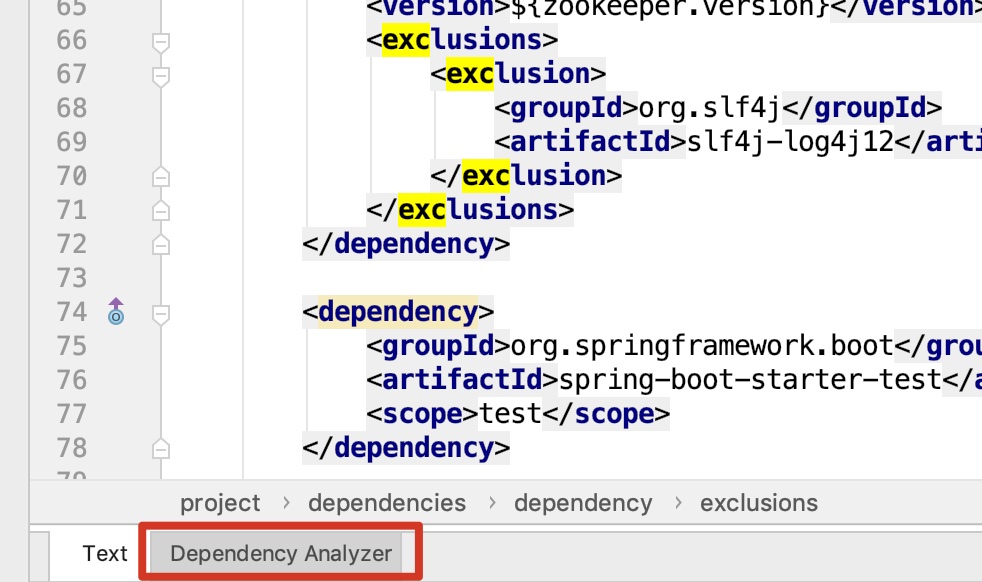 65 <version>${zookeeper.version}</version>
66 <exclusions>
67 <exclusion>
68 <groupId>org.slf4j</groupId>
69 <artifactId>slf4j-log4j12</arti
70 </exclusion>
71 </exclusions>
72 </dependency>
73
74 <dependency>
75 <groupId>org.springframework.boot</grou
76 <artifactId>spring-boot-starter-test</a
77 <scope>test</scope>
78 </dependency>
79
project › dependencies › dependency › exclusions
Text Dependency Analyzer